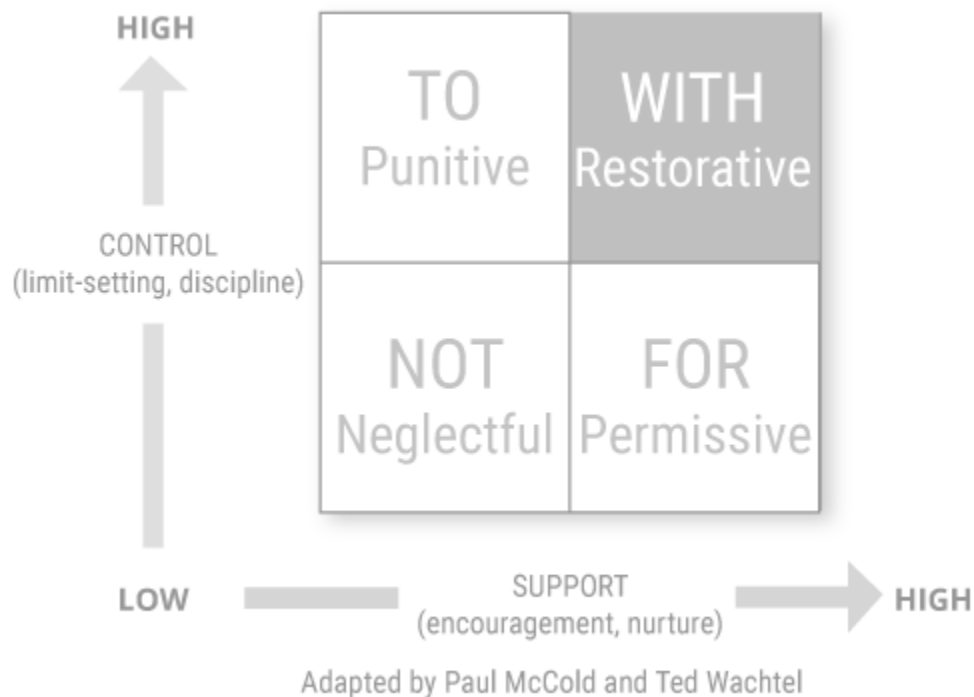 HIGH
TO
Punitive
WITH
Restorative
CONTROL
(limit-setting, discipline)
NOT
Neglectful
FOR
Permissive
LOW
SUPPORT
(encouragement, nurture)
HIGH
Adapted by Paul McCold and Ted Wachtel